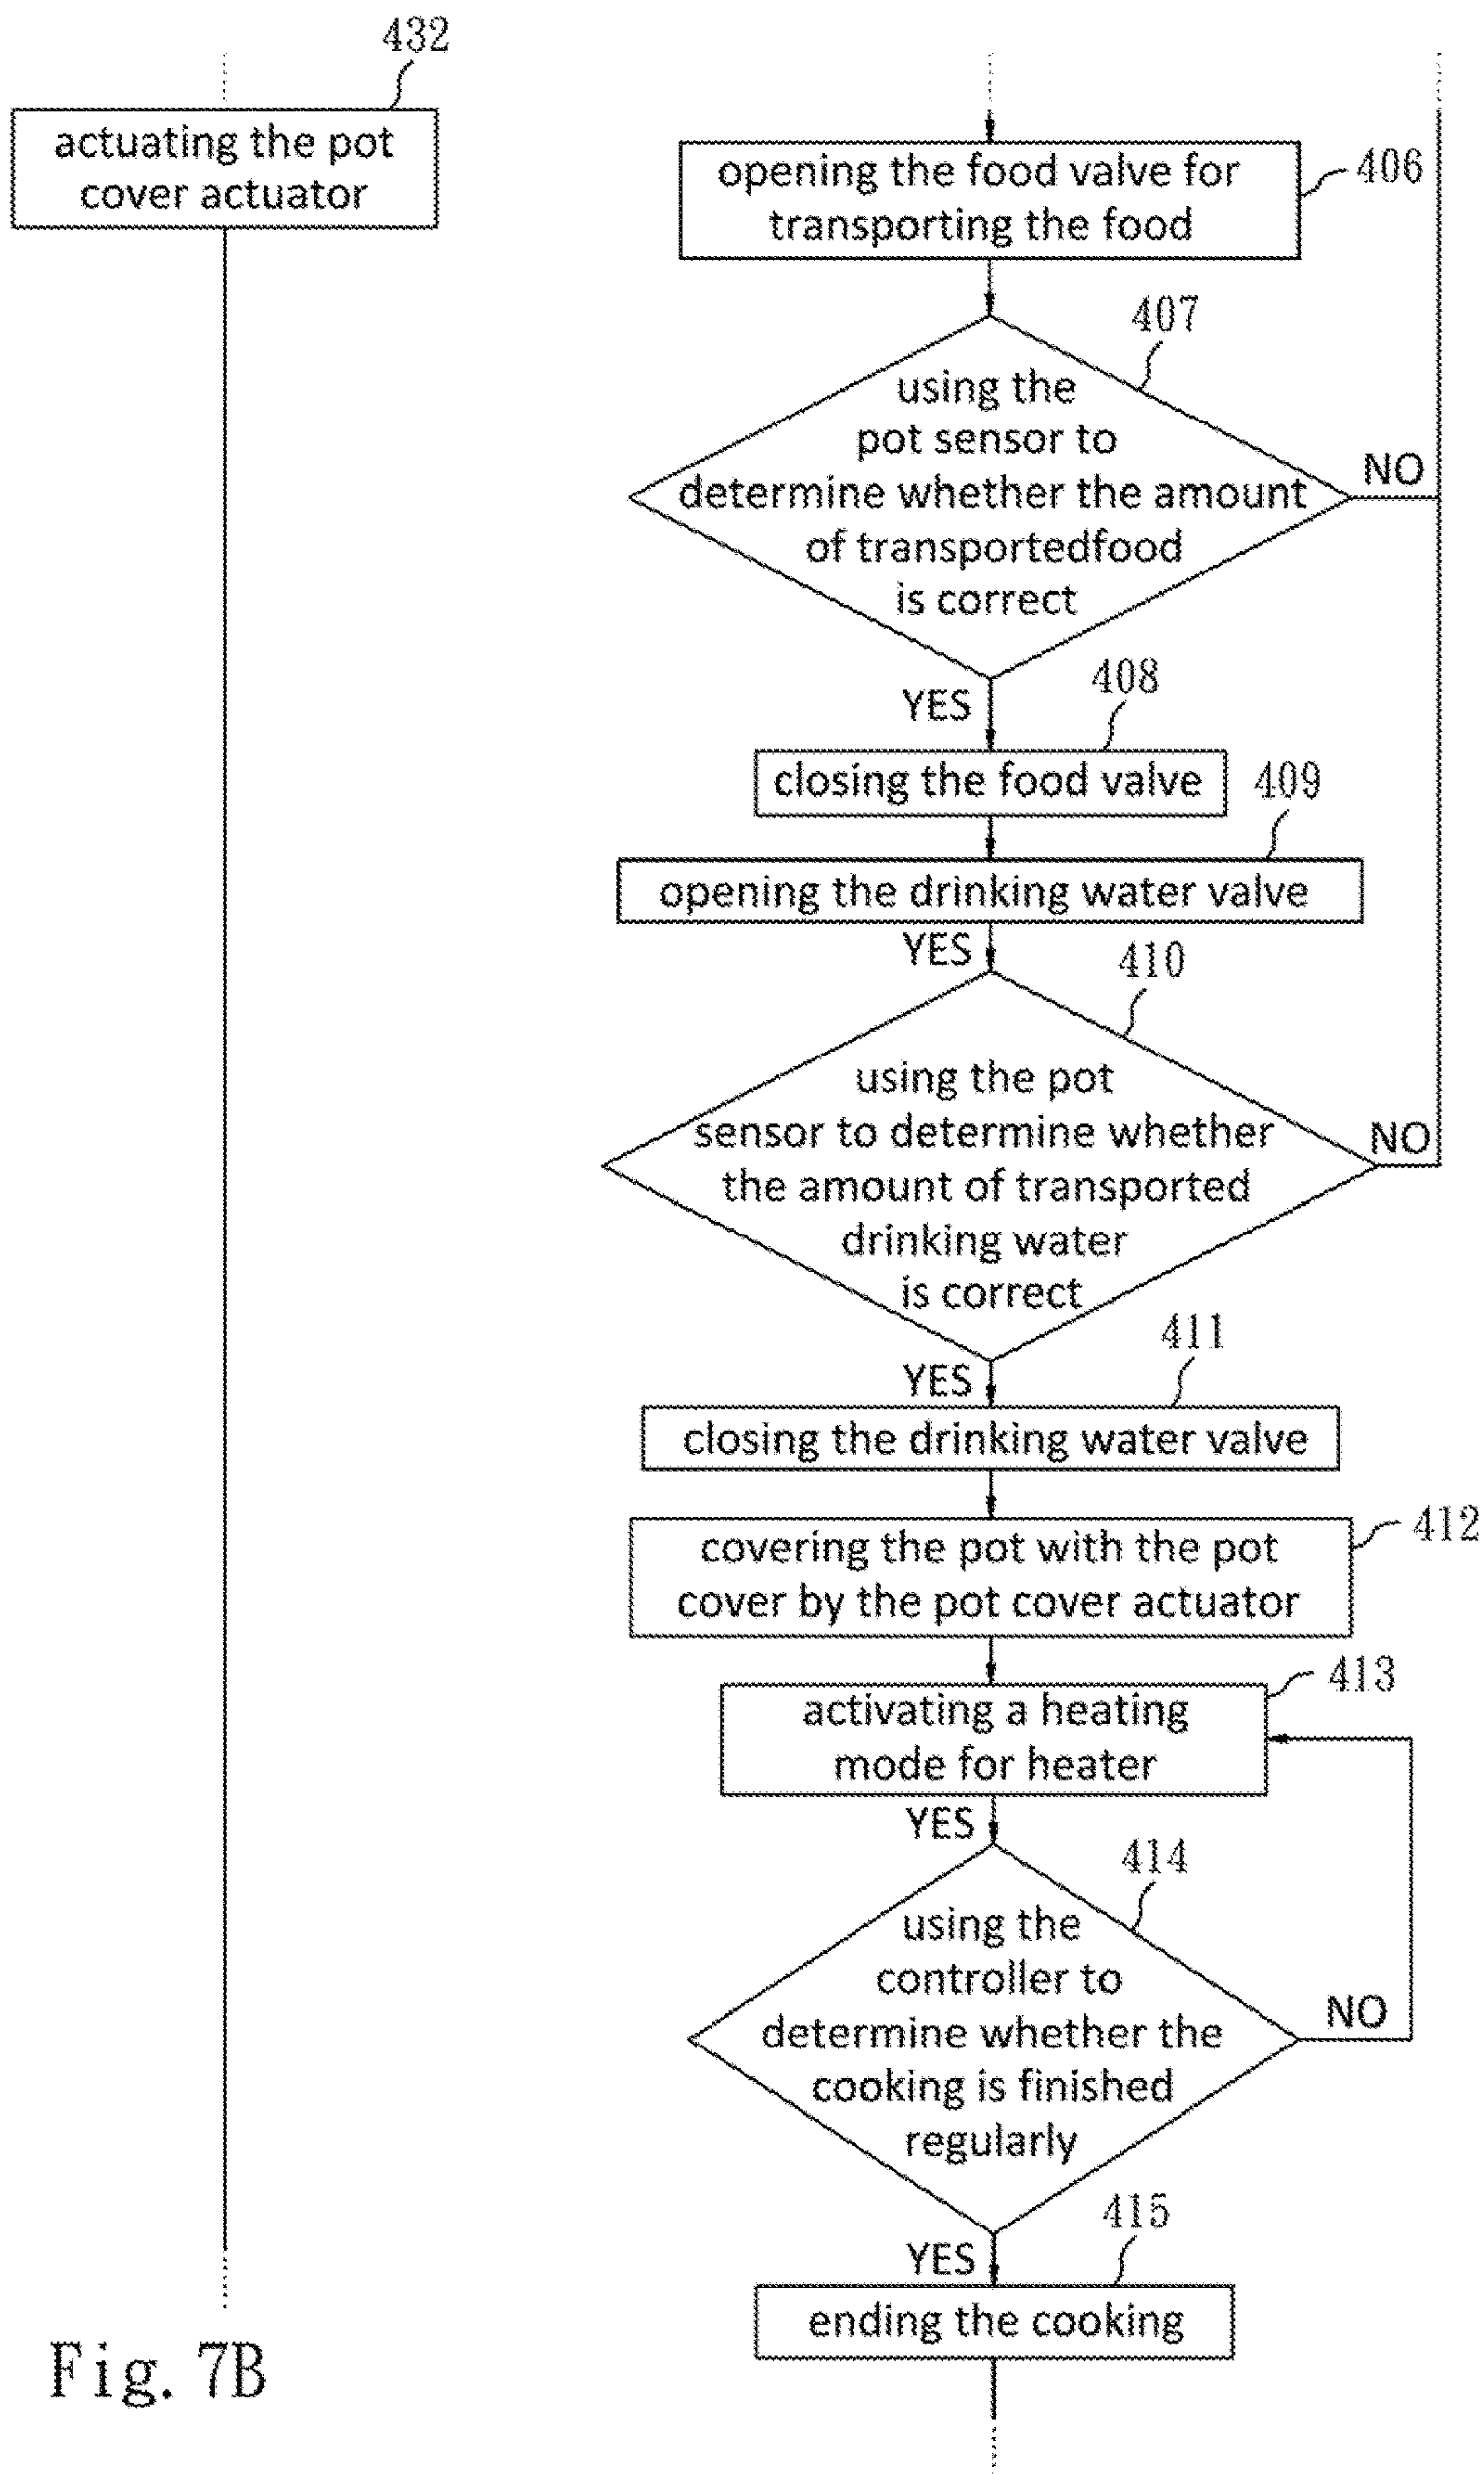 432
actuating the pot
cover actuator
opening the food valve for
transporting the food
406
407
using the
pot sensor to
determine whether the amount
of transportedfood
is correct
NO
YES
408
closing the food valve
409
opening the drinking water valve
YES
410
using the pot
sensor to determine whether
the amount of transported
drinking water
is correct
NO
YES
411
closing the drinking water valve
412
covering the pot with the pot
cover by the pot cover actuator
413
activating a heating
mode for heater
YES
414
using the
controller to
determine whether the
cooking is finished
regularly
NO
YES
415
ending the cooking
Fig. 7B